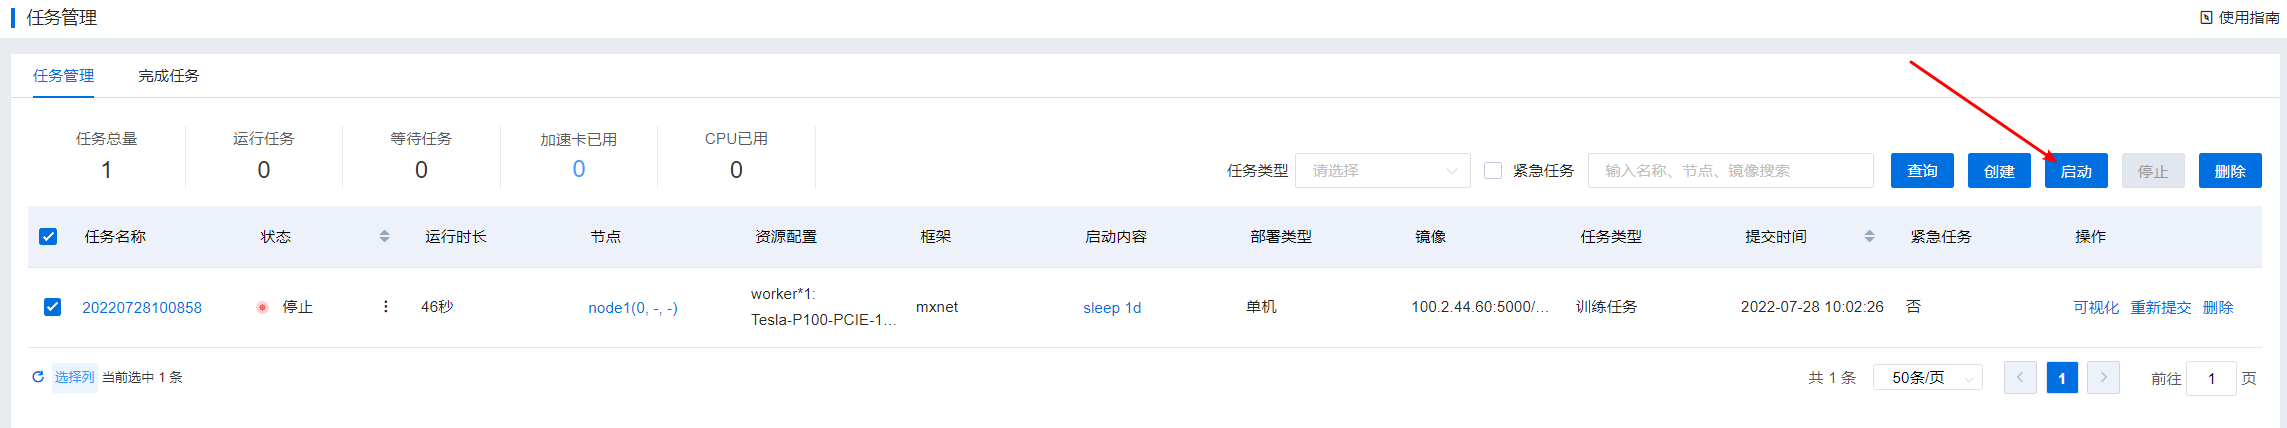 任务管理
使用指南
任务管理 完成任务
任务总量 运行任务 等待任务 加速卡已用 CPU已用
1 0 0 0 0
任务类型 请选择 紧急任务 输入名称、节点、镜像搜索 查询 创建 启动 停止 删除
任务名称 状态 运行时长 节点 资源配置 框架 启动内容 部署类型 镜像 任务类型 提交时间 紧急任务 操作
20220728100858 停止 46秒 node1(0, -, -) worker*1: mxnet sleep 1d 单机 100.2.44.60:5000/... 训练任务 2022-07-28 10:02:26 否 可视化 重新提交 删除
Tesla-P100-PCIE-1...
选择列 当前选中 1 条 共 1 条 50条/页 1 前往 1 页